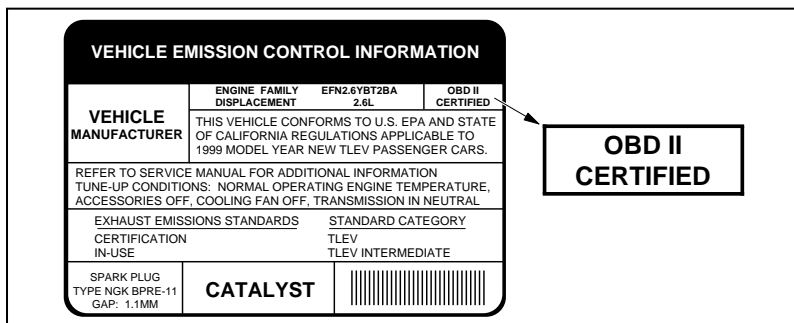 VEHICLE EMISSION CONTROL INFORMATION
VEHICLE
MANUFACTURER
ENGINE FAMILY EFN2.6YBT2BA
DISPLACEMENT 2.6L
OBD II
CERTIFIED
THIS VEHICLE CONFORMS TO U.S. EPA AND STATE
OF CALIFORNIA REGULATIONS APPLICABLE TO
1999 MODEL YEAR NEW TLEV PASSENGER CARS.
REFER TO SERVICE MANUAL FOR ADDITIONAL INFORMATION
TUNE-UP CONDITIONS: NORMAL OPERATING ENGINE TEMPERATURE,
ACCESSORIES OFF, COOLING FAN OFF, TRANSMISSION IN NEUTRAL
EXHAUST EMISSIONS STANDARDS STANDARD CATEGORY
CERTIFICATION TLEV
IN-USE TLEV INTERMEDIATE
SPARK PLUG
TYPE NGK BPRE-11
GAP: 1.1MM
CATALYST
OBD II
CERTIFIED